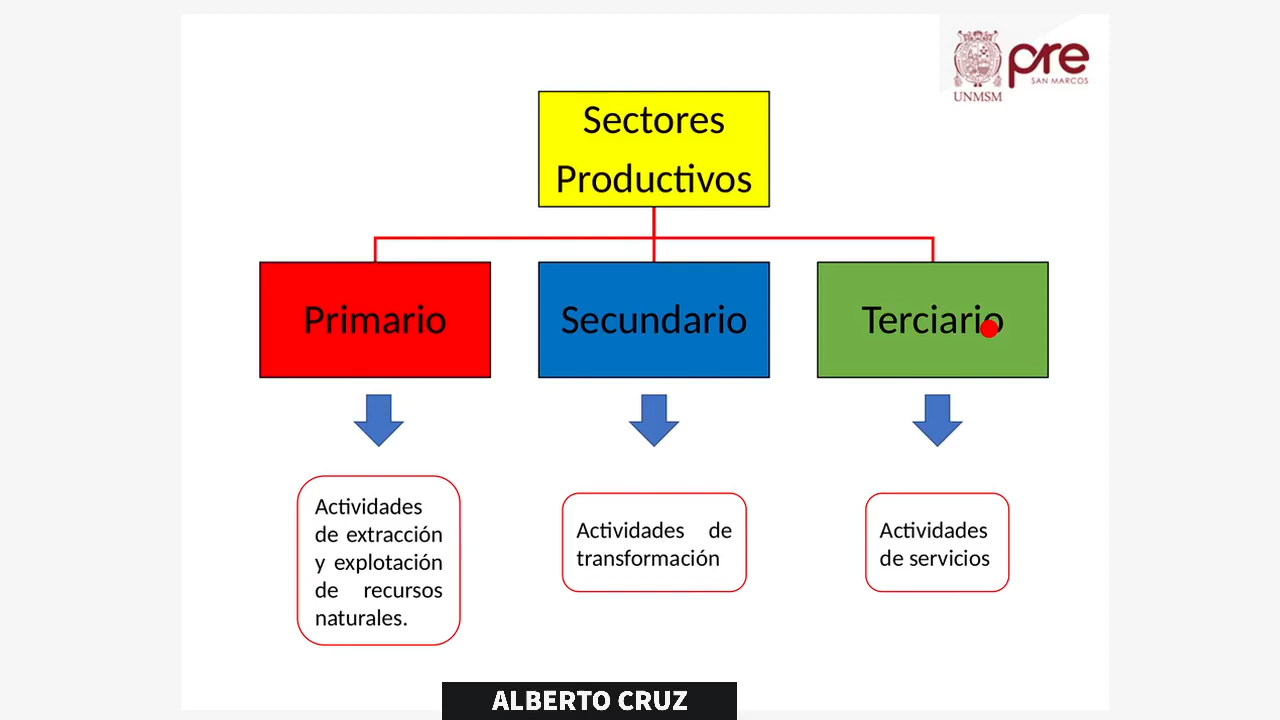 pre
SAN MARCOS
UNMSM
Sectores
Productivos
Primario
Secundario
Terciario
Actividades
de extracción
y explotación
de recursos
naturales.
Actividades de
transformación
Actividades
de servicios
ALBERTO CRUZ